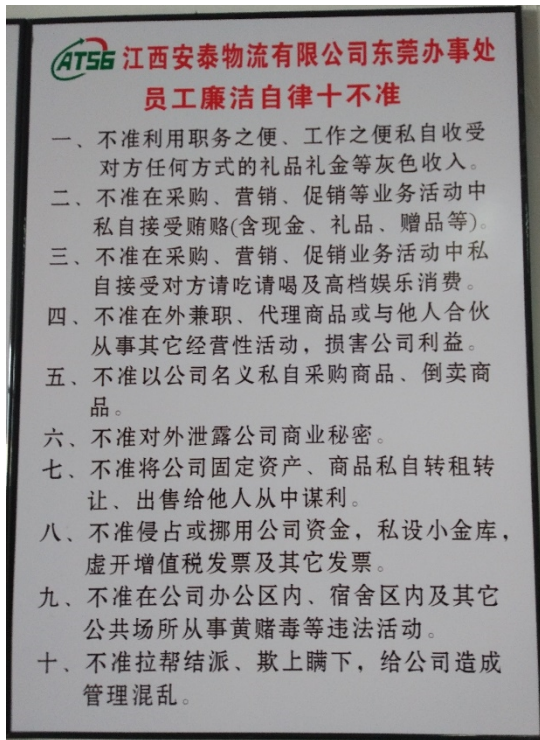 ATSG 江西安泰物流有限公司东莞办事处
员工廉洁自律十不准
一、不准利用职务之便、工作之便私自收受
对方任何方式的礼品礼金等灰色收入。
二、不准在采购、营销、促销等业务活动中
私自接受贿赂(含现金、礼品、赠品等)。
三、不准在采购、营销、促销业务活动中私
自接受对方请吃请喝及高档娱乐消费。
四、不准在外兼职、代理商品或与他人合伙
从事其它经营性活动，损害公司利益。
五、不准以公司名义私自采购商品、倒卖商
品。
六、不准对外泄露公司商业秘密。
七、不准将公司固定资产、商品私自转租转
让、出售给他人从中谋利。
八、不准侵占或挪用公司资金，私设小金库，
虚开增值税发票及其它发票。
九、不准在公司办公区内、宿舍区内及其它
公共场所从事黄赌毒等违法活动。
十、不准拉帮结派、欺上瞒下，给公司造成
管理混乱。